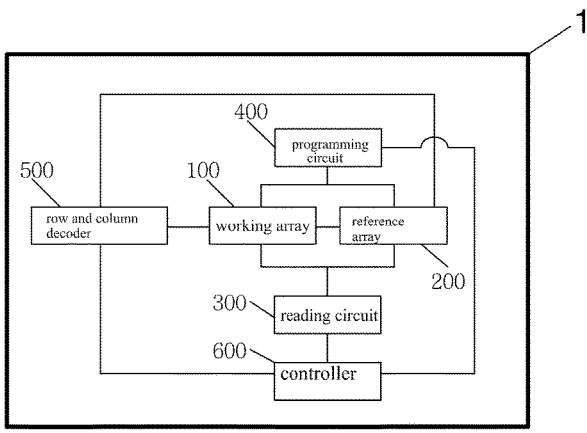 1
400
programming
circuit
500
100
row and column
decoder
working array
reference
array
200
300
reading circuit
600
controller